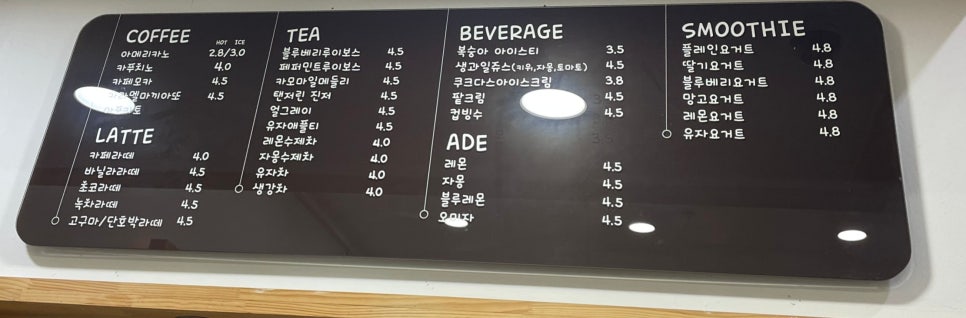 COFFEE
HOT ICE
아메리카노 2.8/3.0
카푸치노 4.0
카페모카 4.5
마끼아또 4.5
LATTE
카페라떼 4.0
바닐라라떼 4.5
초코라떼 4.5
녹차라떼 4.5
고구마/단호박라떼 4.5
TEA
블루베리루이보스 4.5
페퍼민트루이보스 4.5
카모마일메들리 4.5
탠저린 진저 4.5
얼그레이 4.5
유자애플티 4.5
레몬수제차 4.0
자몽수제차 4.0
유자차 4.0
생강차 4.0
BEVERAGE
복숭아 아이스티 3.5
생과일쥬스(키위,자몽,토마토) 4.5
쿠크다스아이스크림 3.8
팥크림 4.5
컵빙수 4.5
ADE
레몬 4.5
자몽 4.5
블루레몬 4.5
오미자 4.5
SMOOTHIE
플레인요거트 4.8
딸기요거트 4.8
블루베리요거트 4.8
망고요거트 4.8
레몬요거트 4.8
유자요거트 4.8